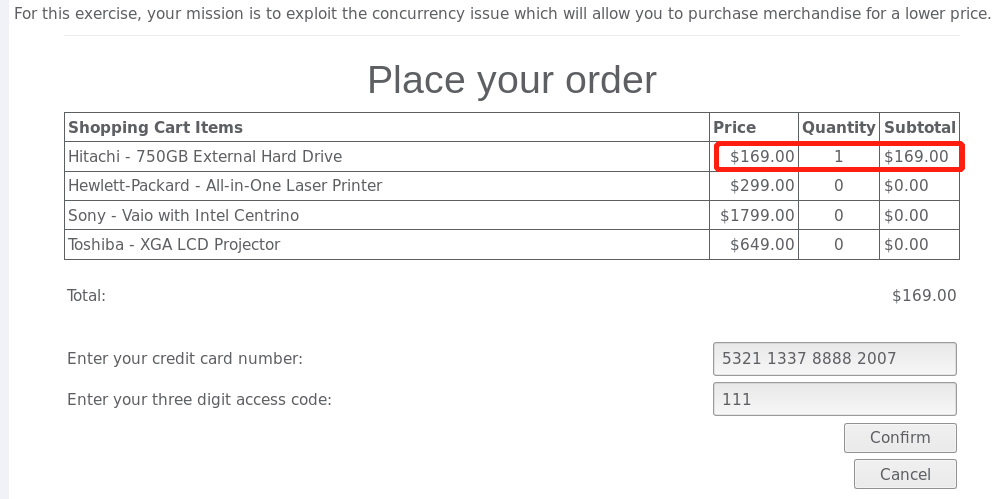 For this exercise, your mission is to exploit the concurrency issue which will allow you to purchase merchandise for a lower price.
Place your order
Shopping Cart Items Price Quantity Subtotal
Hitachi - 750GB External Hard Drive $169.00 1 $169.00
Hewlett-Packard - All-in-One Laser Printer $299.00 0 $0.00
Sony - Vaio with Intel Centrino $1799.00 0 $0.00
Toshiba - XGA LCD Projector $649.00 0 $0.00
Total: $169.00
Enter your credit card number: 5321 1337 8888 2007
Enter your three digit access code: 111
Confirm
Cancel